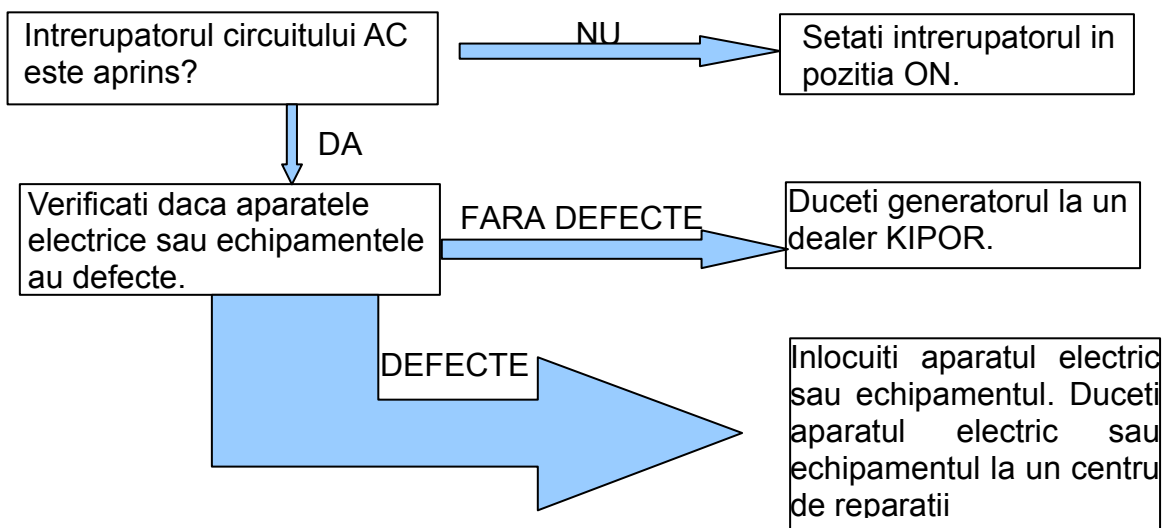 Intrerupatorul circuitului AC
este aprins?
NU
Setati intrerupatorul in
pozitia ON.
DA
Verificati daca aparatele
electrice sau echipamentele
au defecte.
FARA DEFECTE
Duceti generatorul la un
dealer KIPOR.
DEFECTE
Inlocuiti aparatul electric
sau echipamentul. Duceti
aparatul electric sau
echipamentul la un centru
de reparatii